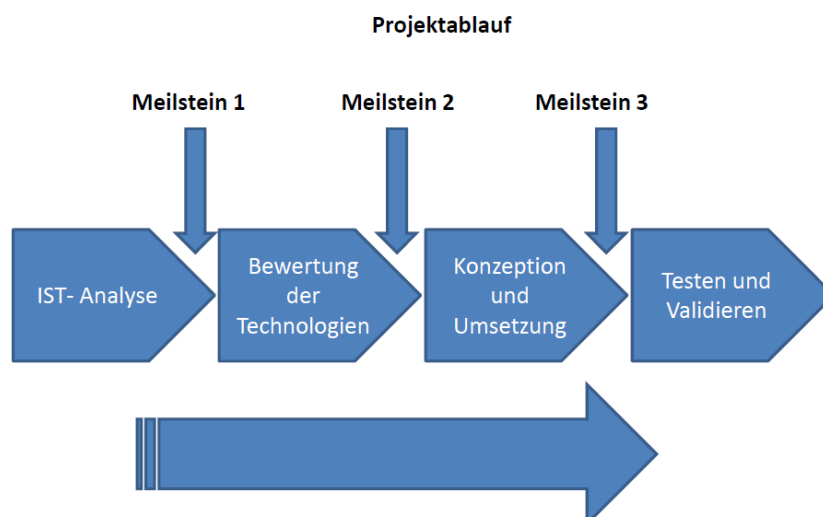 Projektablauf
Meilstein 1
Meilstein 2
Meilstein 3
IST- Analyse
Bewertung
der
Technologien
Konzeption
und
Umsetzung
Testen und
Validieren